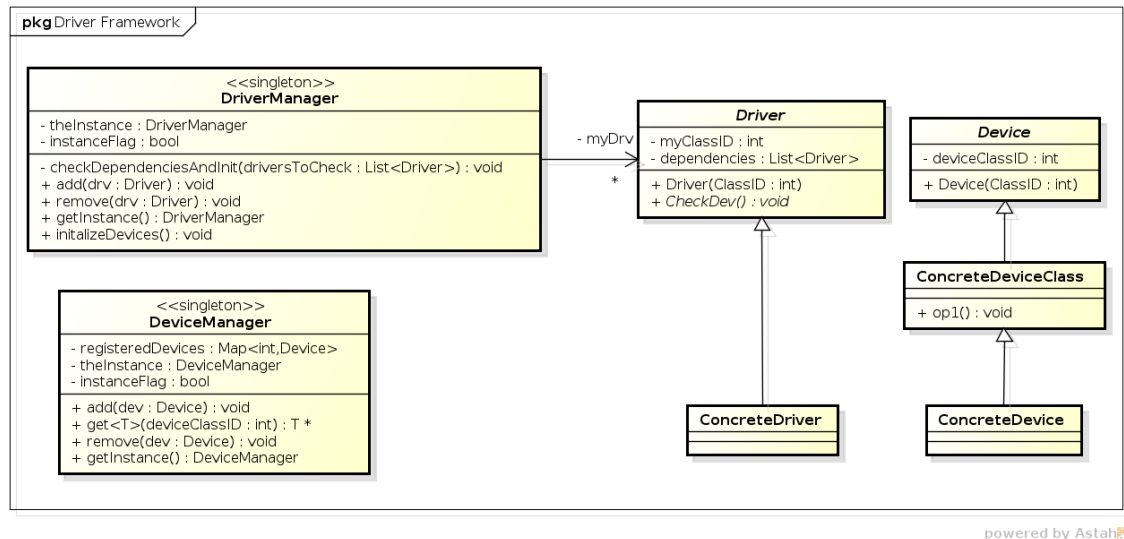 pkg Driver Framework
<<singleton>>
DriverManager
- theInstance : DriverManager
- instanceFlag : bool
- checkDependenciesAndInit(driversToCheck : List<Driver>) : void
+ add(drv : Driver) : void
+ remove(drv : Driver) : void
+ getInstance() : DriverManager
+ initalizeDevices() : void
- myDrv
*
Driver
- myClassID : int
- dependencies : List<Driver>
+ Driver(ClassID : int)
+ CheckDev() : void
Device
- deviceClassID : int
+ Device(ClassID : int)
ConcreteDeviceClass
+ op1() : void
<<singleton>>
DeviceManager
- registeredDevices : Map<int,Device>
- theInstance : DeviceManager
- instanceFlag : bool
+ add(dev : Device) : void
+ get<T>(deviceClassID : int) : T *
+ remove(dev : Device) : void
+ getInstance() : DeviceManager
ConcreteDriver
ConcreteDevice
powered by Astah